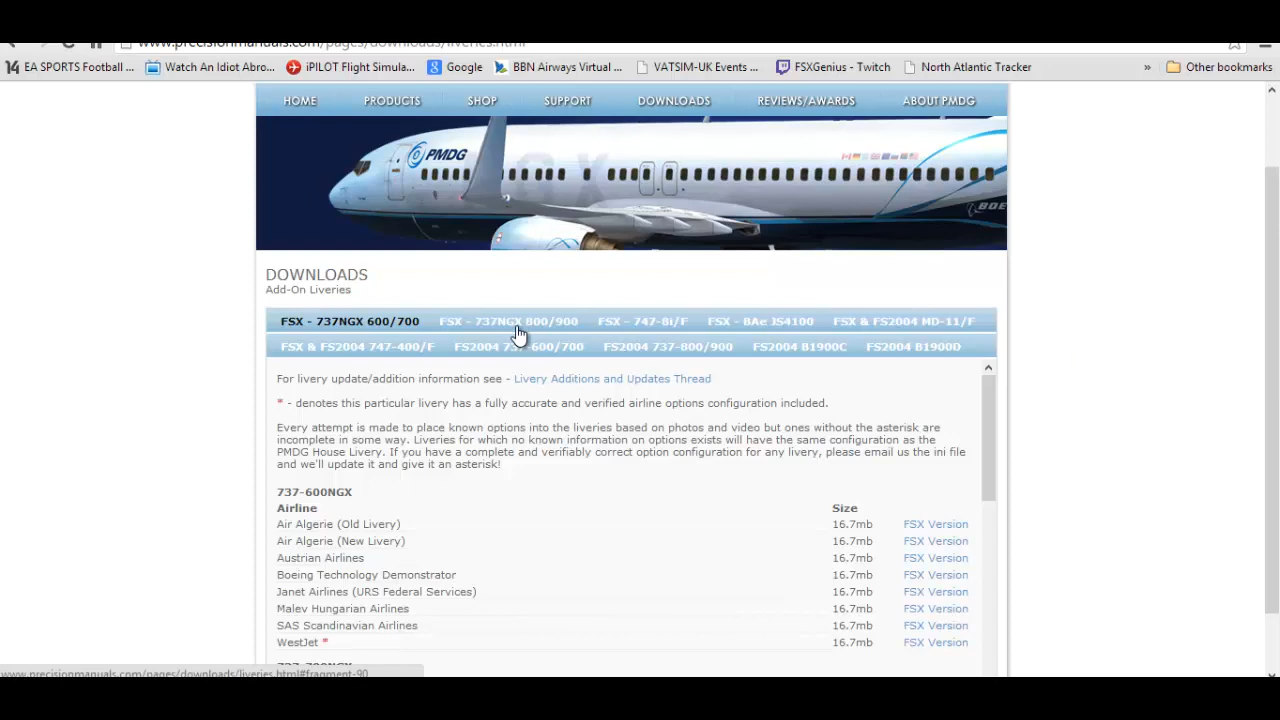 www.precisionmanuals.com/pages/downloads/liveries.html
EA SPORTS Football ... Watch An Idiot Abro... iPILOT Flight Simula... Google BBN Airways Virtual ... VATSIM-UK Events ... FSXGenius - Twitch North Atlantic Tracker » Other bookmarks
HOME PRODUCTS SHOP SUPPORT DOWNLOADS REVIEWS/AWARDS ABOUT PMDG
PMDG
BOE
DOWNLOADS
Add-On Liveries
FSX - 737NGX 600/700 FSX - 737NGX 800/900 FSX - 747-8i/F FSX - BAe JS4100 FSX & FS2004 MD-11/F
FSX & FS2004 747-400/F FS2004 737-600/700 FS2004 737-800/900 FS2004 B1900C FS2004 B1900D
For livery update/addition information see - Livery Additions and Updates Thread
* - denotes this particular livery has a fully accurate and verified airline options configuration included.
Every attempt is made to place known options into the liveries based on photos and video but ones without the asterisk are
incomplete in some way. Liveries for which no known information on options exists will have the same configuration as the
PMDG House Livery. If you have a complete and verifiably correct option configuration for any livery, please email us the ini file
and we'll update it and give it an asterisk!
737-600NGX
Airline Size
Air Algerie (Old Livery) 16.7mb FSX Version
Air Algerie (New Livery) 16.7mb FSX Version
Austrian Airlines 16.7mb FSX Version
Boeing Technology Demonstrator 16.7mb FSX Version
Janet Airlines (URS Federal Services) 16.7mb FSX Version
Malev Hungarian Airlines 16.7mb FSX Version
SAS Scandinavian Airlines 16.7mb FSX Version
WestJet * 16.7mb FSX Version
737-700NGX
www.precisionmanuals.com/pages/downloads/liveries.html#fragment-90